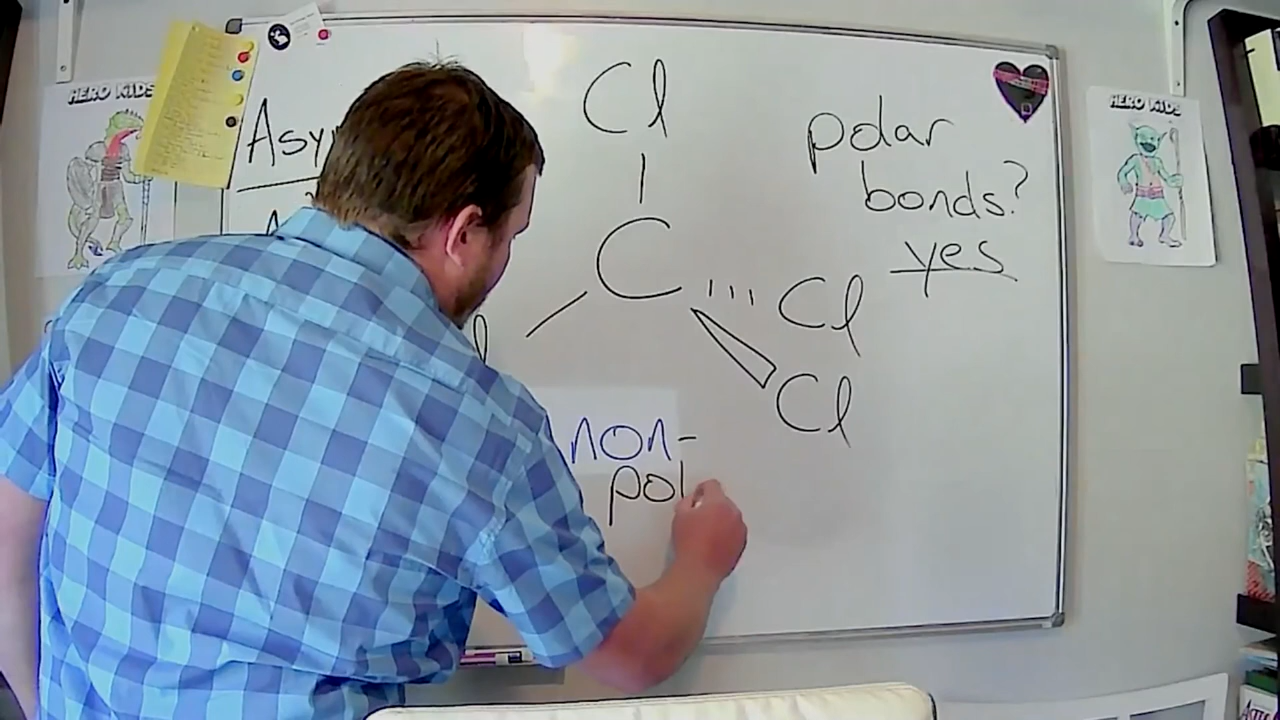 HERO KIDS
Asy
Cl
C
Cl
Cl
polar
bonds?
yes
non-
pol
HERO KIDS